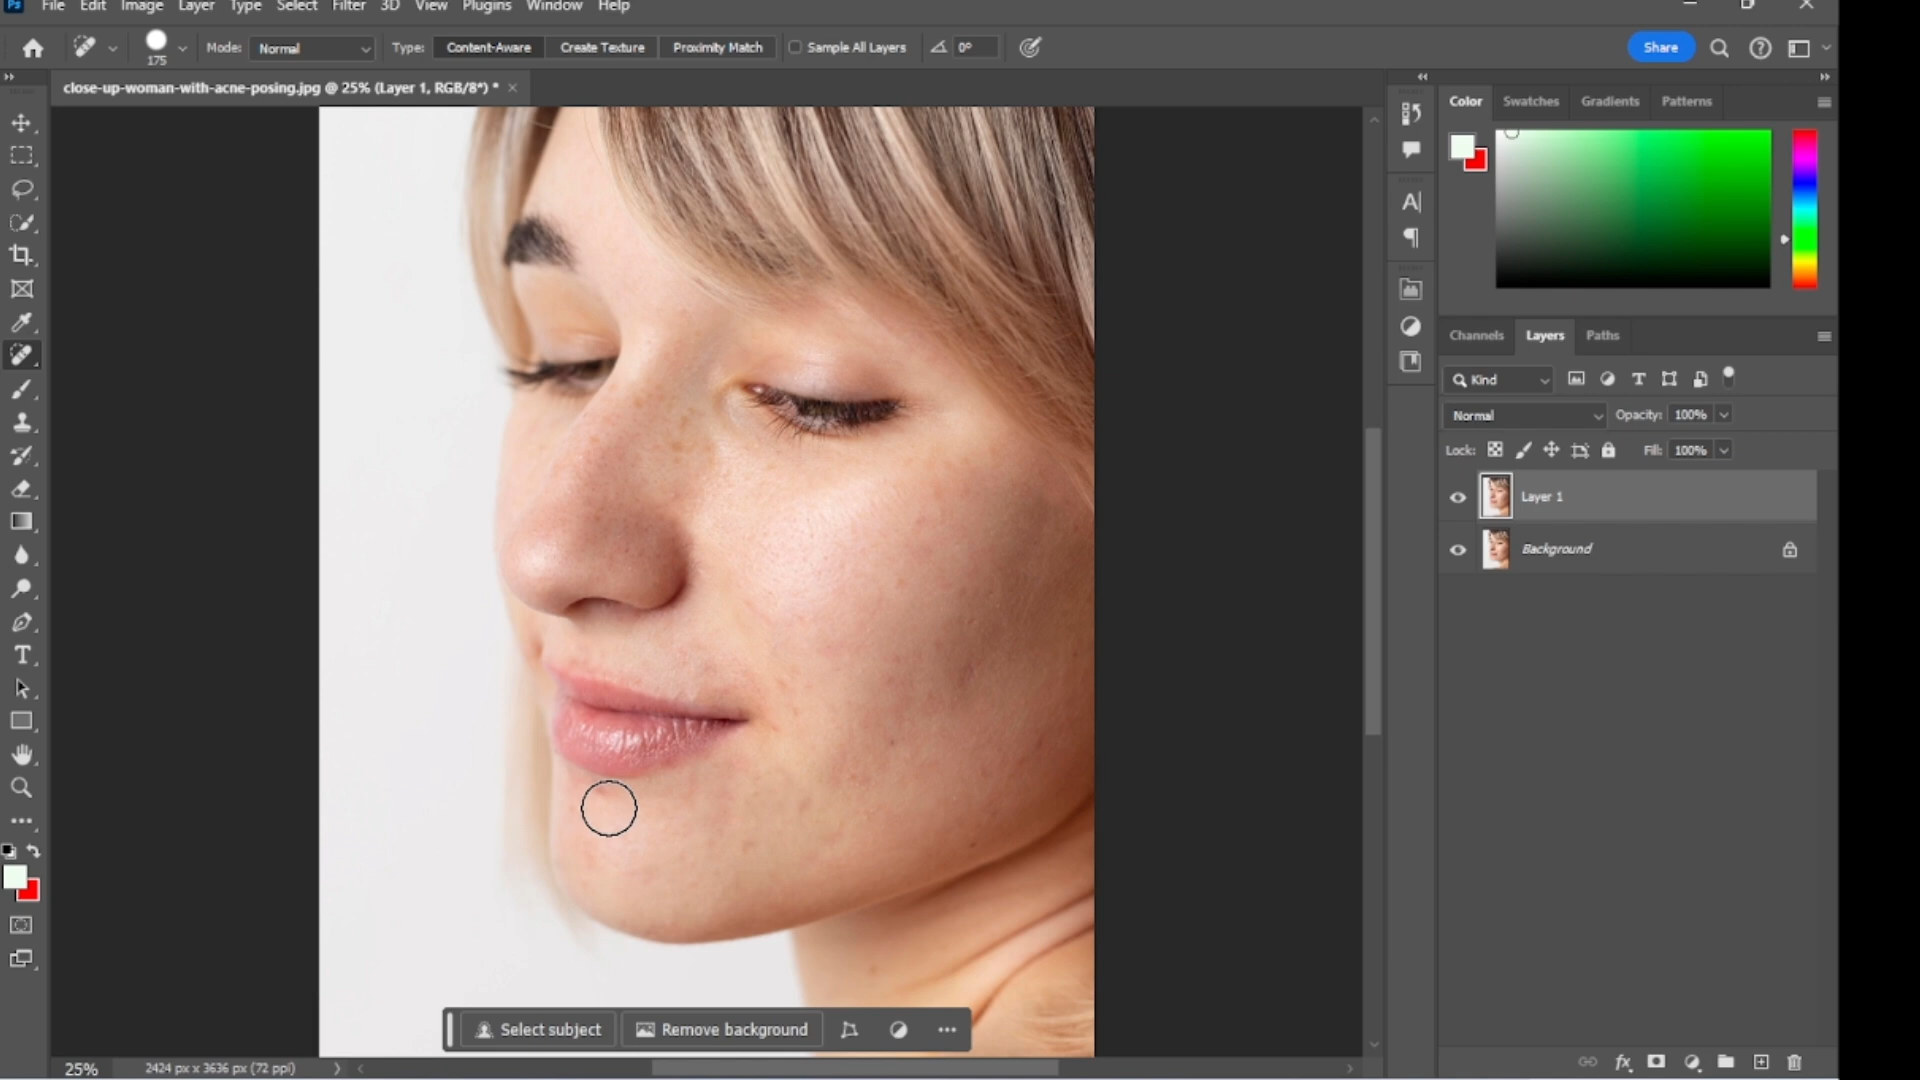 Ps File Edit Image Layer Type Select Filter 3D View Plugins Window Help
175 Mode: Normal Type: Content-Aware Create Texture Proximity Match Sample All Layers 0° Share
close-up-woman-with-acne-posing.jpg @ 25% (Layer 1, RGB/8*) *
Color Swatches Gradients Patterns
Channels Layers Paths
Kind
Normal Opacity: 100%
Lock: Fill: 100%
Layer 1
Background
Select subject Remove background
25% 2424 px x 3636 px (72 ppi)